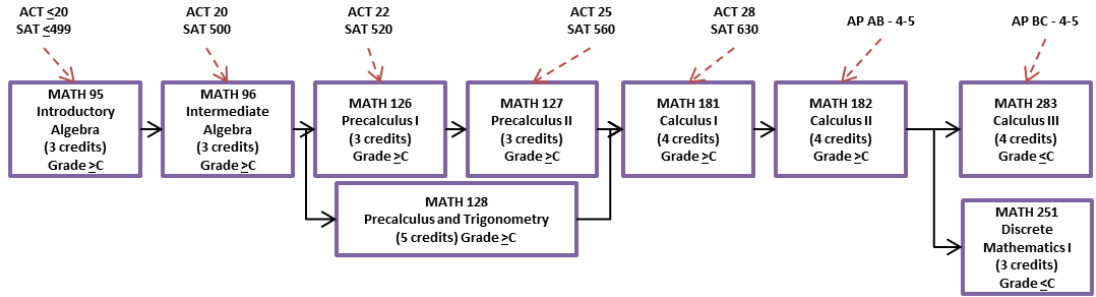 ACT ≤20
SAT ≤499
ACT 20
SAT 500
ACT 22
SAT 520
ACT 25
SAT 560
ACT 28
SAT 630
AP AB - 4-5
AP BC - 4-5
MATH 95
Introductory
Algebra
(3 credits)
Grade ≥C
MATH 96
Intermediate
Algebra
(3 credits)
Grade ≥C
MATH 126
Precalculus I
(3 credits)
Grade ≥C
MATH 127
Precalculus II
(3 credits)
Grade ≥C
MATH 181
Calculus I
(4 credits)
Grade ≥C
MATH 182
Calculus II
(4 credits)
Grade ≥C
MATH 283
Calculus III
(4 credits)
Grade ≤C
MATH 128
Precalculus and Trigonometry
(5 credits) Grade ≥C
MATH 251
Discrete
Mathematics I
(3 credits)
Grade ≤C